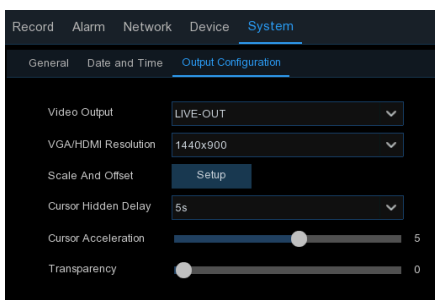 Record Alarm Network Device System
General Date and Time Output Configuration
Video Output LIVE-OUT
VGA/HDMI Resolution 1440x900
Scale And Offset Setup
Cursor Hidden Delay 5s
Cursor Acceleration 5
Transparency 0